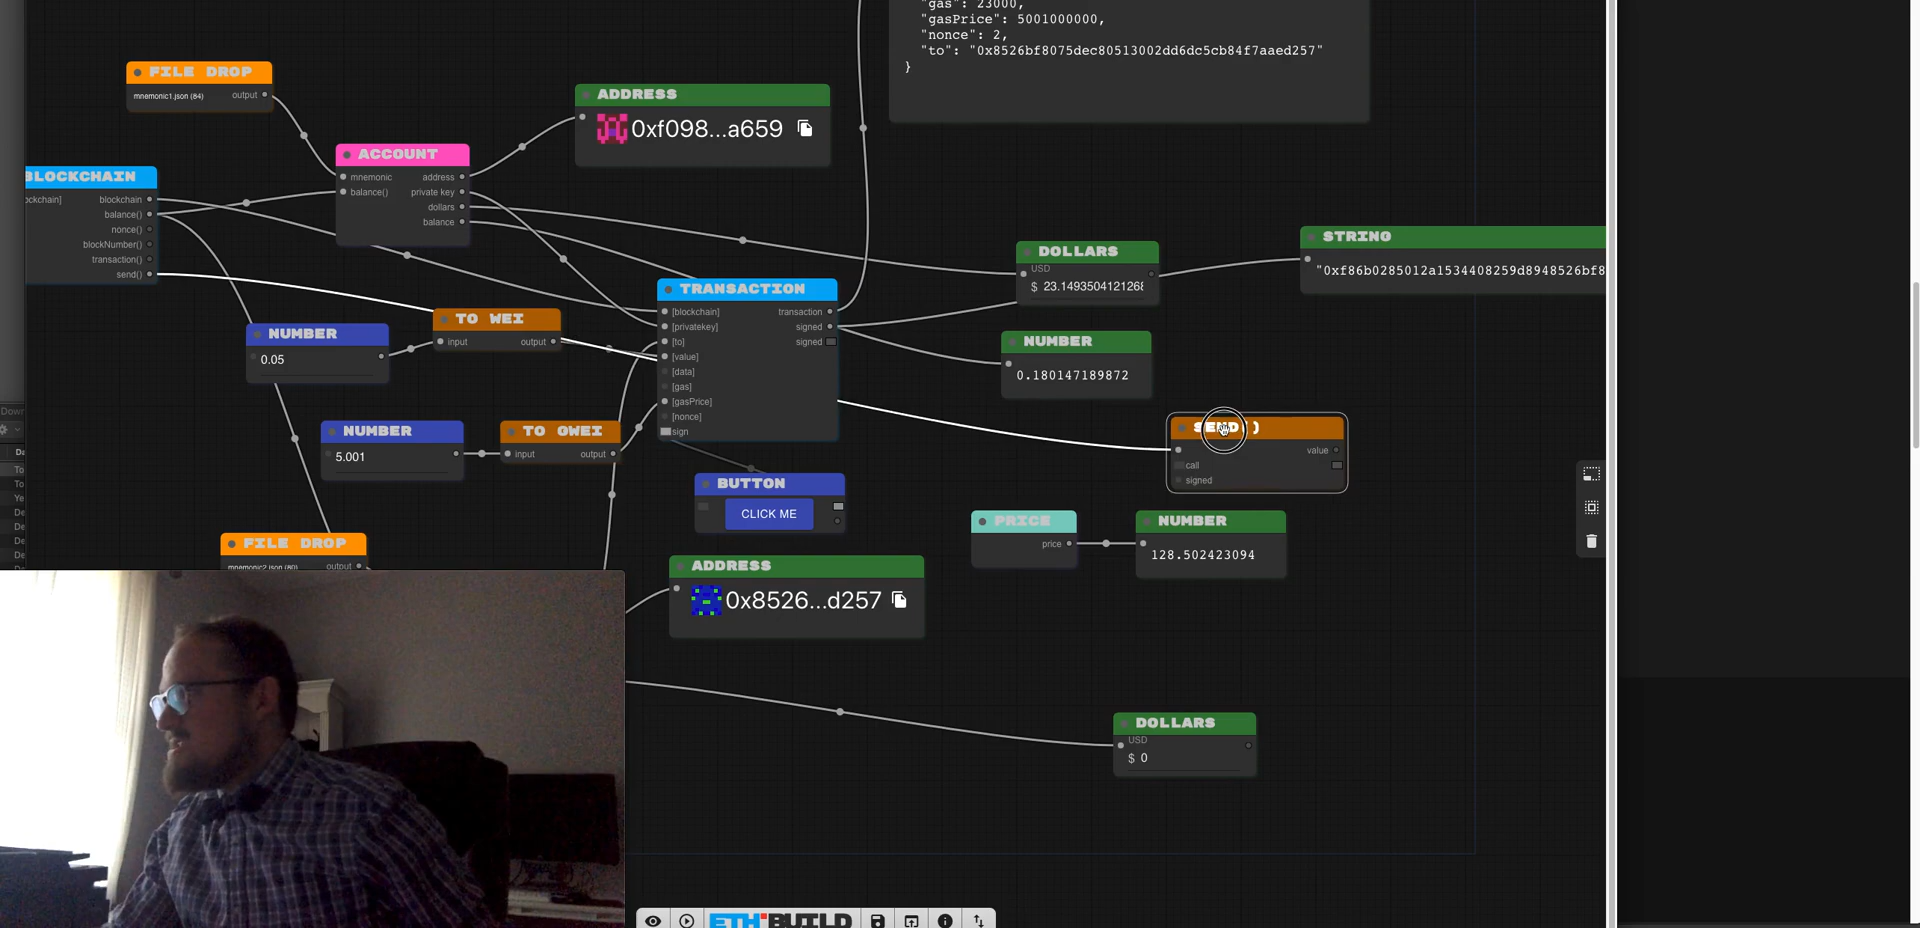 "gas": 23000,
"gasPrice": 5001000000,
"nonce": 2,
"to": "0x8526bf8075dec80513002dd6dc5cb84f7aaed257"
}
FILE DROP
mnemonic1.json (84)
output
ADDRESS
0xf098...a659
ACCOUNT
mnemonic
address
balance()
private key
dollars
balance
BLOCKCHAIN
blockchain
balance()
nonce()
blockNumber()
transaction()
send()
DOLLARS
USD
$ 23.149350412126
STRING
"0xf86b0285012a1534408259d8948526bf8
TRANSACTION
[blockchain]
transaction
[privatekey]
signed
[to]
signed
[value]
[data]
[gas]
[gasPrice]
[nonce]
sign
NUMBER
0.05
TO WEI
input
output
NUMBER
0.180147189872
NUMBER
5.001
TO GWEI
input
output
SEND()
value
call
signed
BUTTON
CLICK ME
PRICE
price
NUMBER
128.502423094
FILE DROP
mnemonic2.json (80)
output
ADDRESS
0x8526...d257
DOLLARS
USD
$ 0
ETH.BUILD